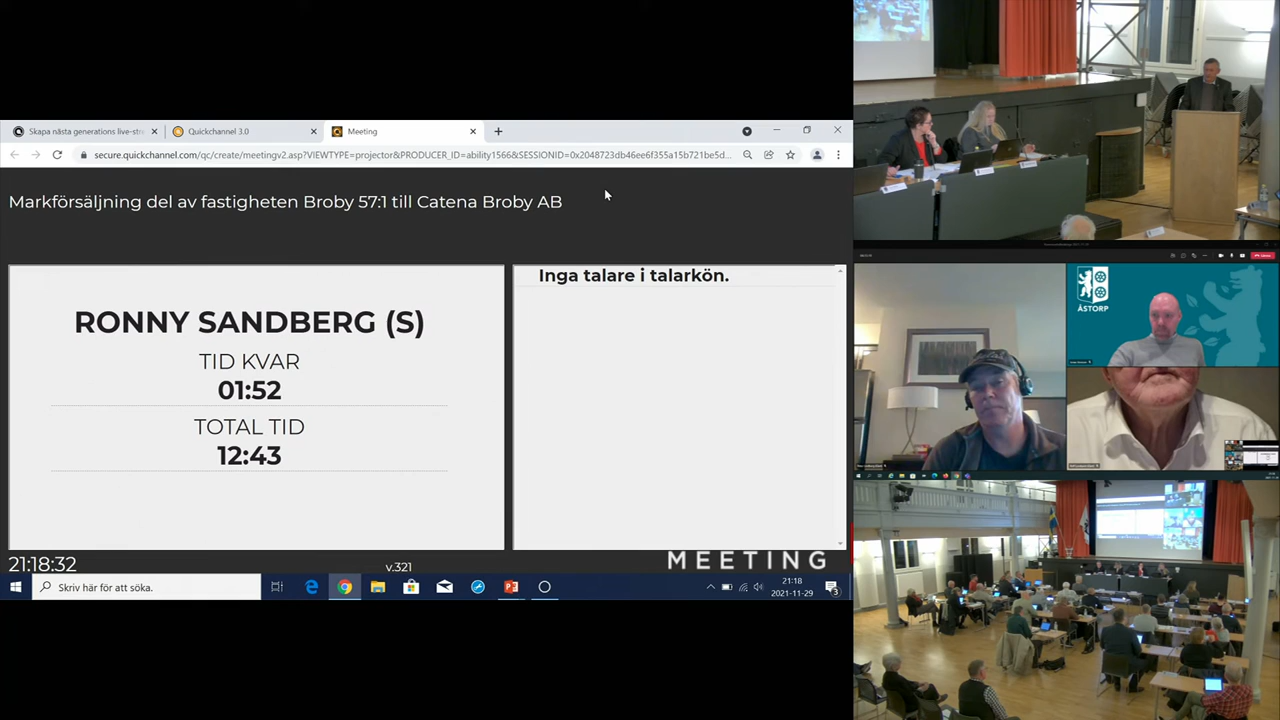 Skapa nästa generations live-str
Quickchannel 3.0
Meeting
secure.quickchannel.com/qc/create/meetingv2.asp?VIEWTYPE=projector&PRODUCER_ID=ability1566&SESSIONID=0x2048723db46ee6f355a15b721be5d...
Markförsäljning del av fastigheten Broby 57:1 till Catena Broby AB
RONNY SANDBERG (S)
TID KVAR
01:52
TOTAL TID
12:43
Inga talare i talarkön.
21:18:32
v.321
MEETING
Skriv här för att söka.
21:18
2021-11-29
3
ÅSTORP